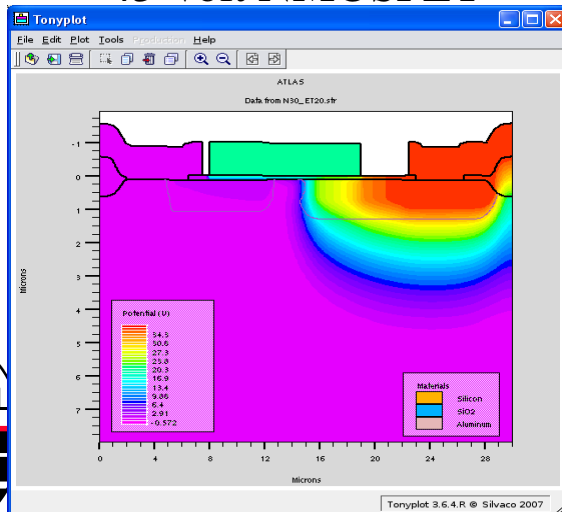 Tonyplot
File Edit Plot Tools Production Help
ATLAS
Data from N30_ET20.str
-1
0
1
2
3
4
5
6
7
Microns
Potential (V)
34.3
30.8
27.3
23.8
20.3
16.9
13.4
9.88
6.4
2.91
-0.572
Materials
Silicon
SiO2
Aluminum
0 4 8 12 16 20 24 28
Microns
Tonyplot 3.6.4.R © Silvaco 2007